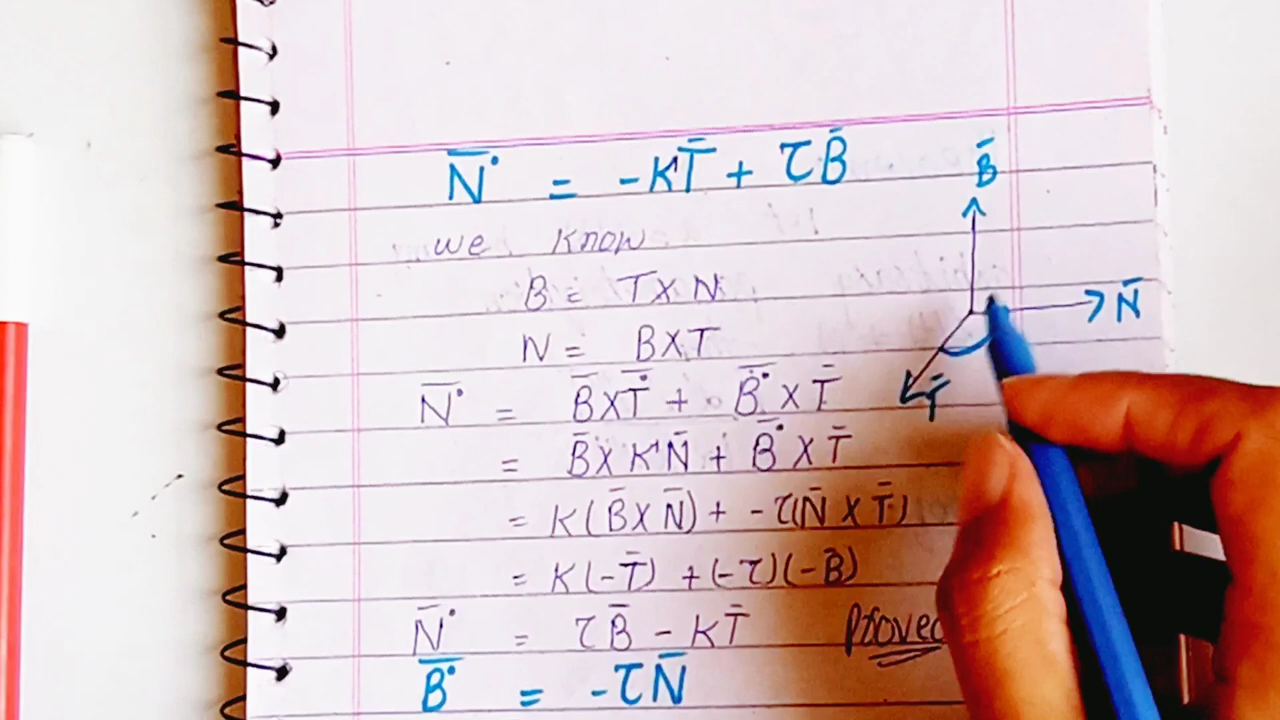 N̄˙ = -KT̄ + τB̄
we know
B = T×N
N = B×T
N̄˙ = B̄×T̄˙ + B̄˙×T̄
= B̄×KN̄ + B̄˙×T̄
= K(B̄×N̄) + -τ(N̄×T̄)
= K(-T̄) + (-τ)(-B̄)
N̄˙ = τB̄ - KT̄ Proved
B̄˙ = -τN̄
B̄
N̄
T̄